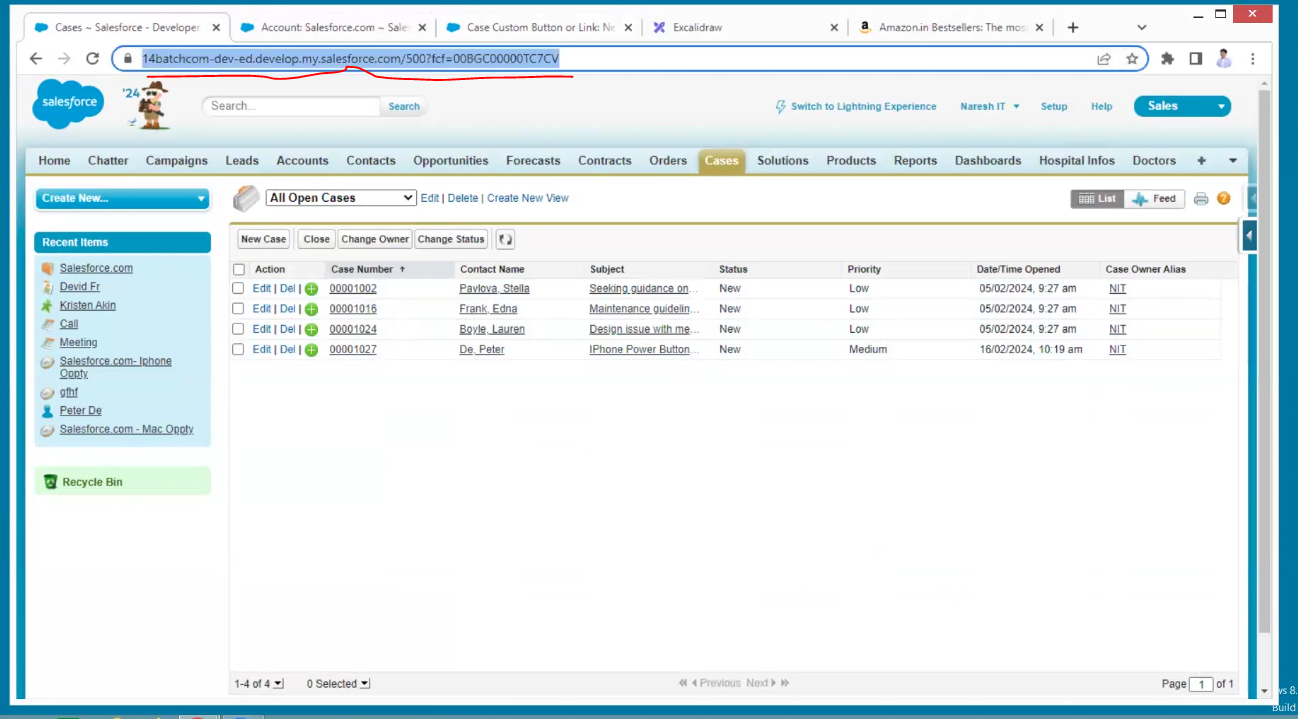 Cases ~ Salesforce - Developer
Account: Salesforce.com ~ Sale
Case Custom Button or Link: Ne
Excalidraw
a Amazon.in Bestsellers: The mos
14batchcom-dev-ed.develop.my.salesforce.com/500?fcf=00BGC00000TC7CV
salesforce
'24
Search...
Search
Switch to Lightning Experience
Naresh IT
Setup
Help
Sales
Home Chatter Campaigns Leads Accounts Contacts Opportunities Forecasts Contracts Orders Cases Solutions Products Reports Dashboards Hospital Infos Doctors +
Create New...
All Open Cases
Edit | Delete | Create New View
List
Feed
Recent Items
Salesforce.com
Devid Fr
Kristen Akin
Call
Meeting
Salesforce.com- Iphone
Oppty
gfhf
Peter De
Salesforce.com - Mac Oppty
Recycle Bin
New Case Close Change Owner Change Status
Action Case Number Contact Name Subject Status Priority Date/Time Opened Case Owner Alias
Edit | Del | 00001002 Pavlova, Stella Seeking guidance on... New Low 05/02/2024, 9:27 am NIT
Edit | Del | 00001016 Frank, Edna Maintenance guidelin... New Low 05/02/2024, 9:27 am NIT
Edit | Del | 00001024 Boyle, Lauren Design issue with me... New Low 05/02/2024, 9:27 am NIT
Edit | Del | 00001027 De, Peter IPhone Power Button... New Medium 16/02/2024, 10:19 am NIT
1-4 of 4
0 Selected
Previous Next
Page 1 of 1
ws 8.
Build